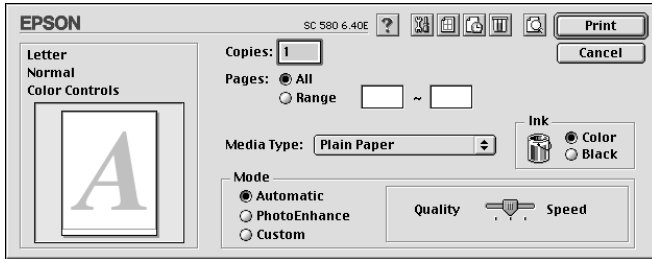 EPSON
SC 580 6.40E ?
Print
Cancel
Letter
Normal
Color Controls
A
Copies: 1
Pages: All
Range ~
Media Type: Plain Paper
Ink
Color
Black
Mode
Automatic
PhotoEnhance
Custom
Quality Speed